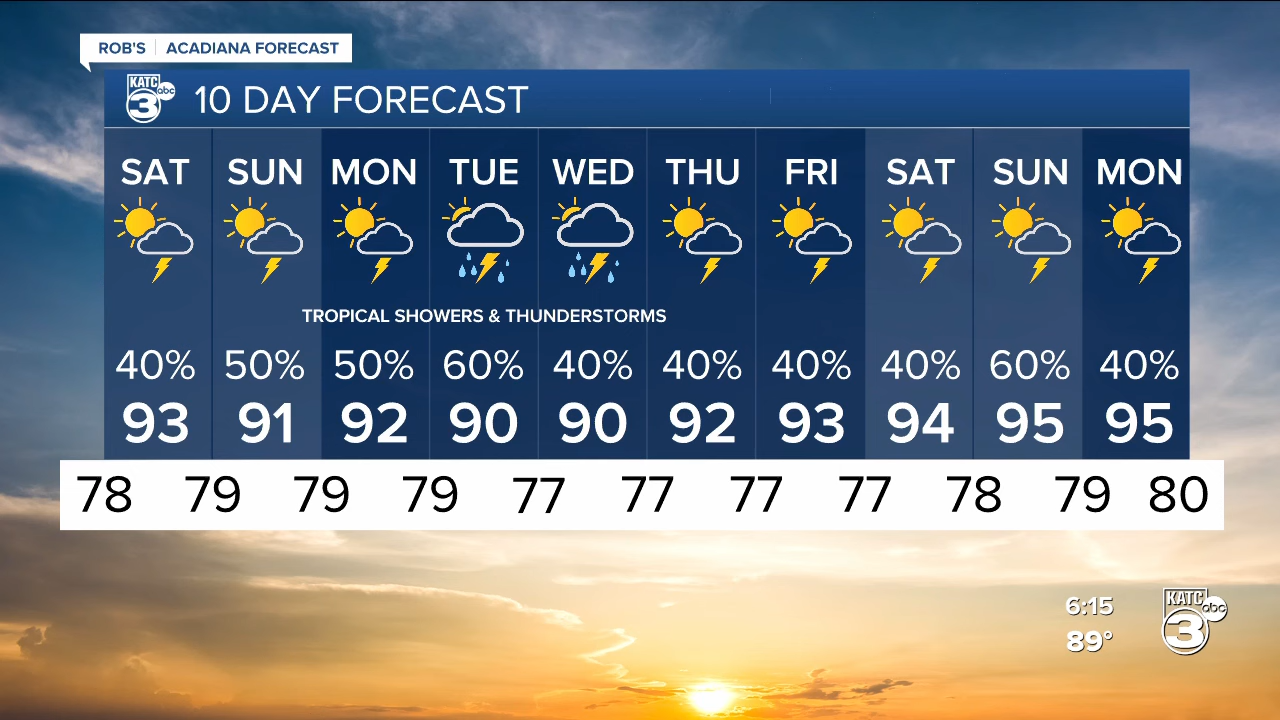 ROB'S | ACADIANA FORECAST
KATC 3 abc 10 DAY FORECAST
SAT SUN MON TUE WED THU FRI SAT SUN MON
TROPICAL SHOWERS & THUNDERSTORMS
40% 50% 50% 60% 40% 40% 40% 40% 60% 40%
93 91 92 90 90 92 93 94 95 95
78 79 79 79 77 77 77 77 78 79 80
6:15
89°
KATC 3 abc